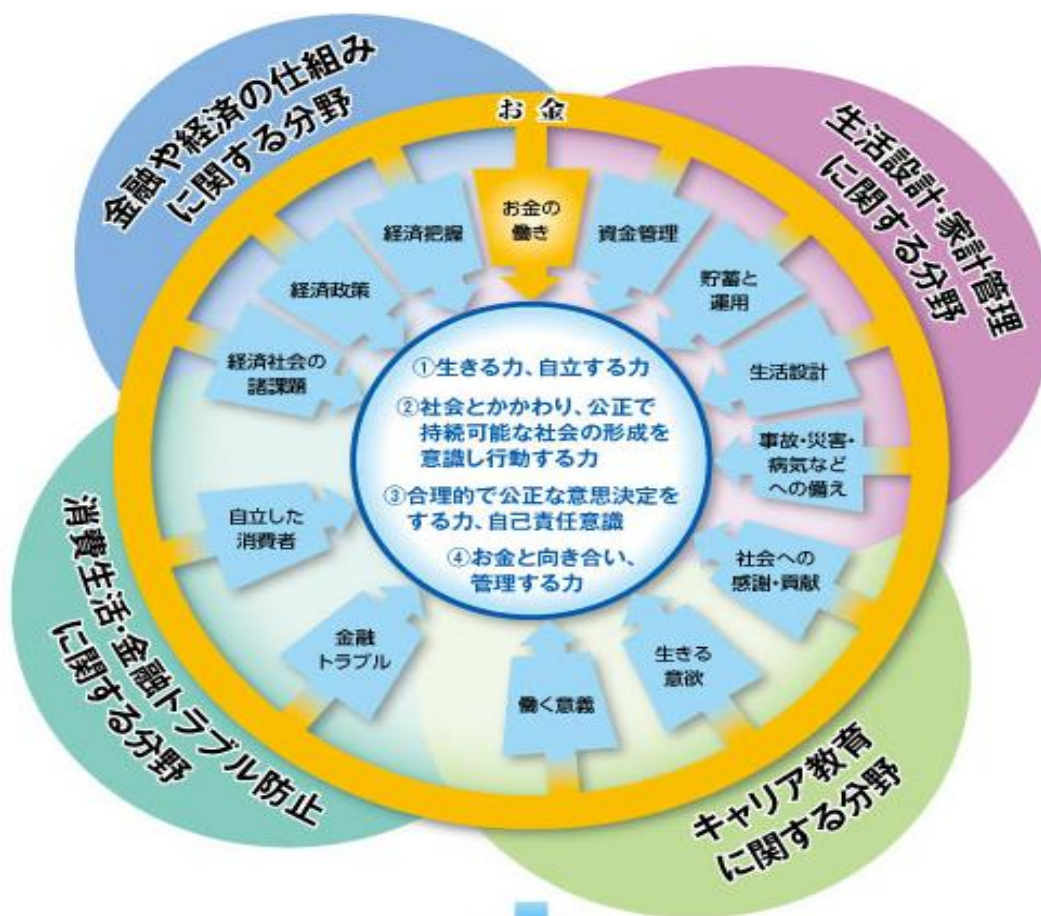 金融や経済の仕組み
に関する分野
生活設計・家計管理
に関する分野
お金
お金の
働き
資金管理
貯蓄と
運用
生活設計
事故・災害・
病気など
への備え
社会への
感謝・貢献
生きる
意欲
働く意義
金融
トラブル
自立した
消費者
経済社会の
諸課題
経済政策
経済把握
①生きる力、自立する力
②社会とかかわり、公正で
持続可能な社会の形成を
意識し行動する力
③合理的で公正な意思決定を
する力、自己責任意識
④お金と向き合い、
管理する力
消費生活・金融トラブル防止
に関する分野
キャリア教育
に関する分野